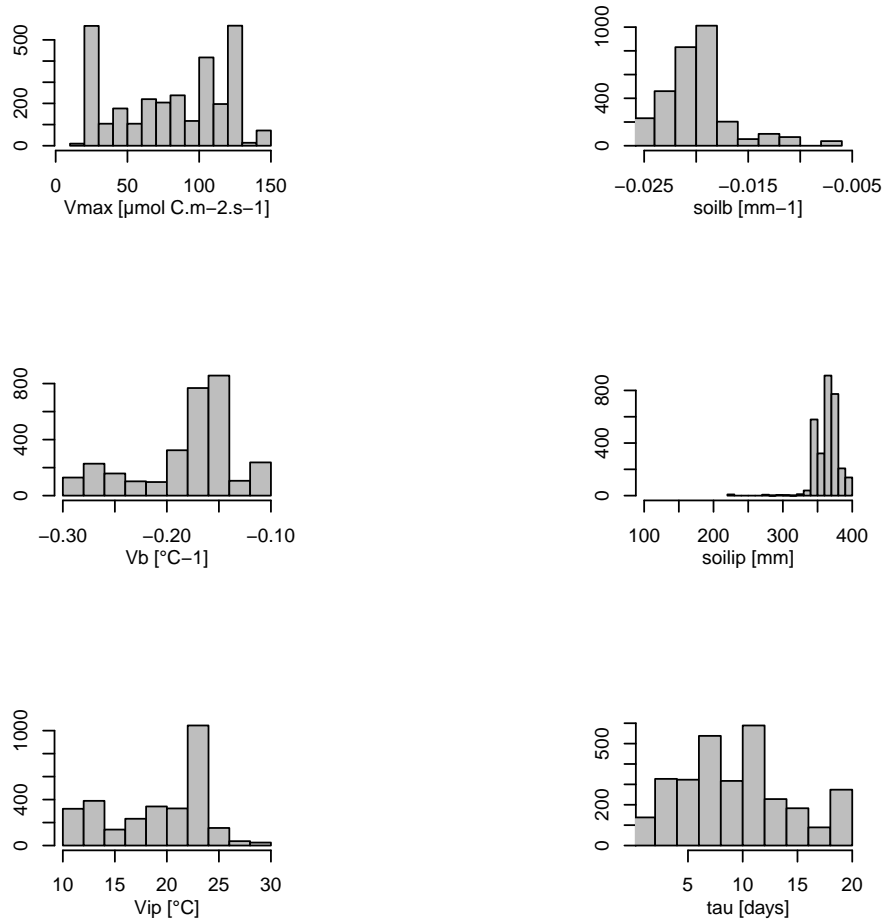 0 200 500
0 50 100 150
Vmax [µmol C.m−2.s−1]
0 400 1000
−0.025 −0.015 −0.005
soilb [mm−1]
0 400 800
−0.30 −0.20 −0.10
Vb [°C−1]
0 400 800
100 200 300 400
soilip [mm]
0 400 1000
10 15 20 25 30
Vip [°C]
0 200 500
5 10 15 20
tau [days]